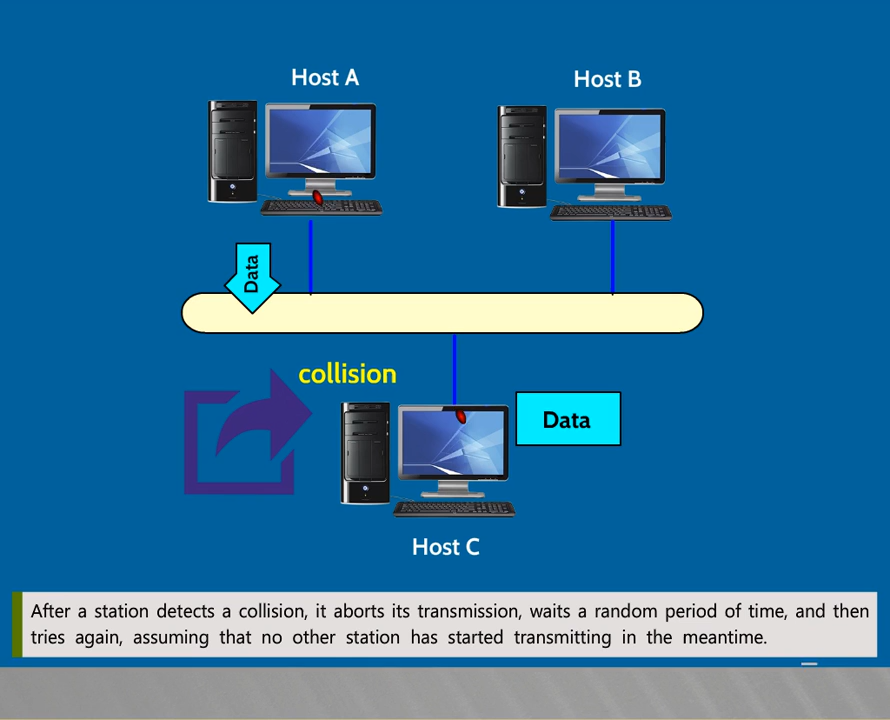 Host A
Host B
Data
collision
Data
Host C
After a station detects a collision, it aborts its transmission, waits a random period of time, and then
tries again, assuming that no other station has started transmitting in the meantime.